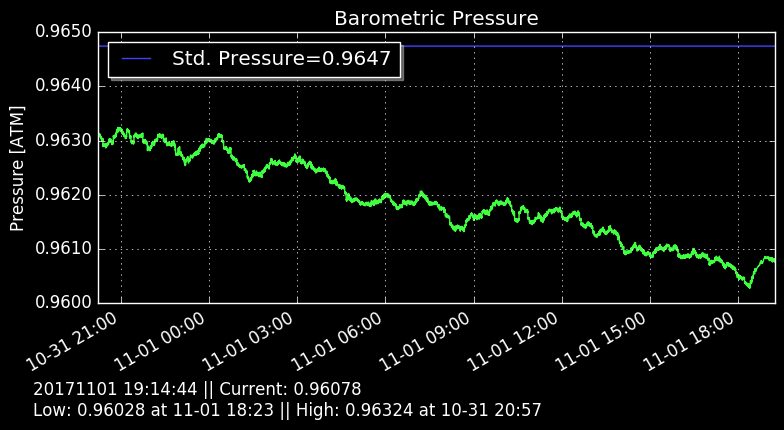 Barometric Pressure
Std. Pressure=0.9647
Pressure [ATM]
0.9650
0.9640
0.9630
0.9620
0.9610
0.9600
10-31 21:00
11-01 00:00
11-01 03:00
11-01 06:00
11-01 09:00
11-01 12:00
11-01 15:00
11-01 18:00
20171101 19:14:44 || Current: 0.96078
Low: 0.96028 at 11-01 18:23 || High: 0.96324 at 10-31 20:57